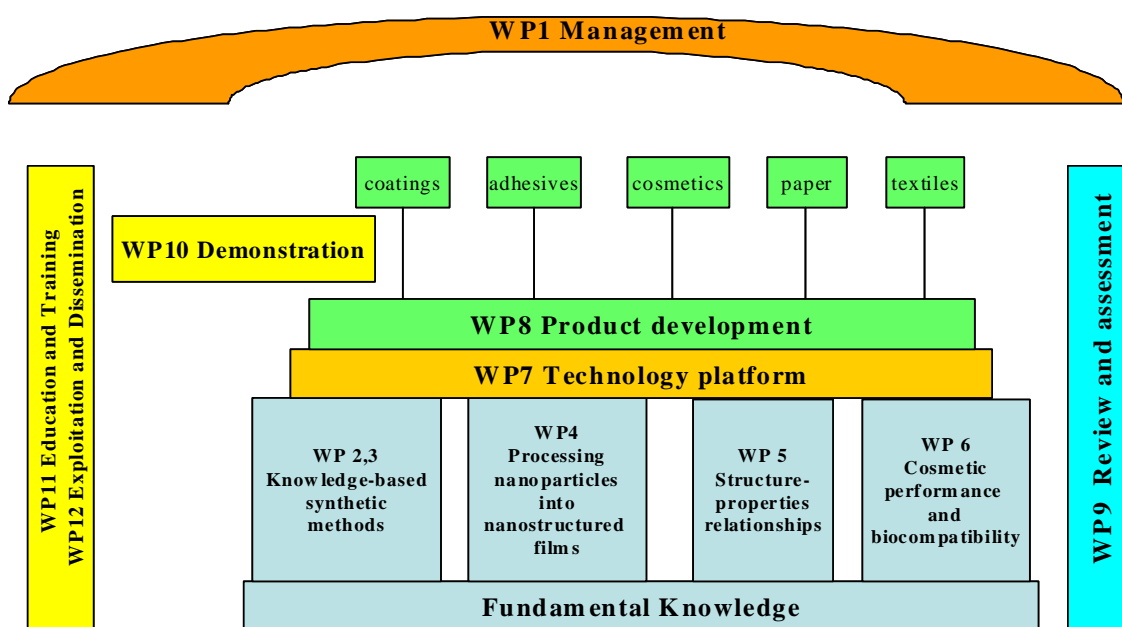 WP1 Management
coatings
adhesives
cosmetics
paper
textiles
WP10 Demonstration
WP11 Education and Training
WP12 Exploitation and Dissemination
WP9 Review and assessment
WP8 Product development
WP7 Technology platform
WP 2,3
Knowledge-based
synthetic
methods
WP4
Processing
nanoparticles
into
nanostructured
films
WP 5
Structure-
properties
relationships
WP 6
Cosmetic
performance
and
biocompatibility
Fundamental Knowledge